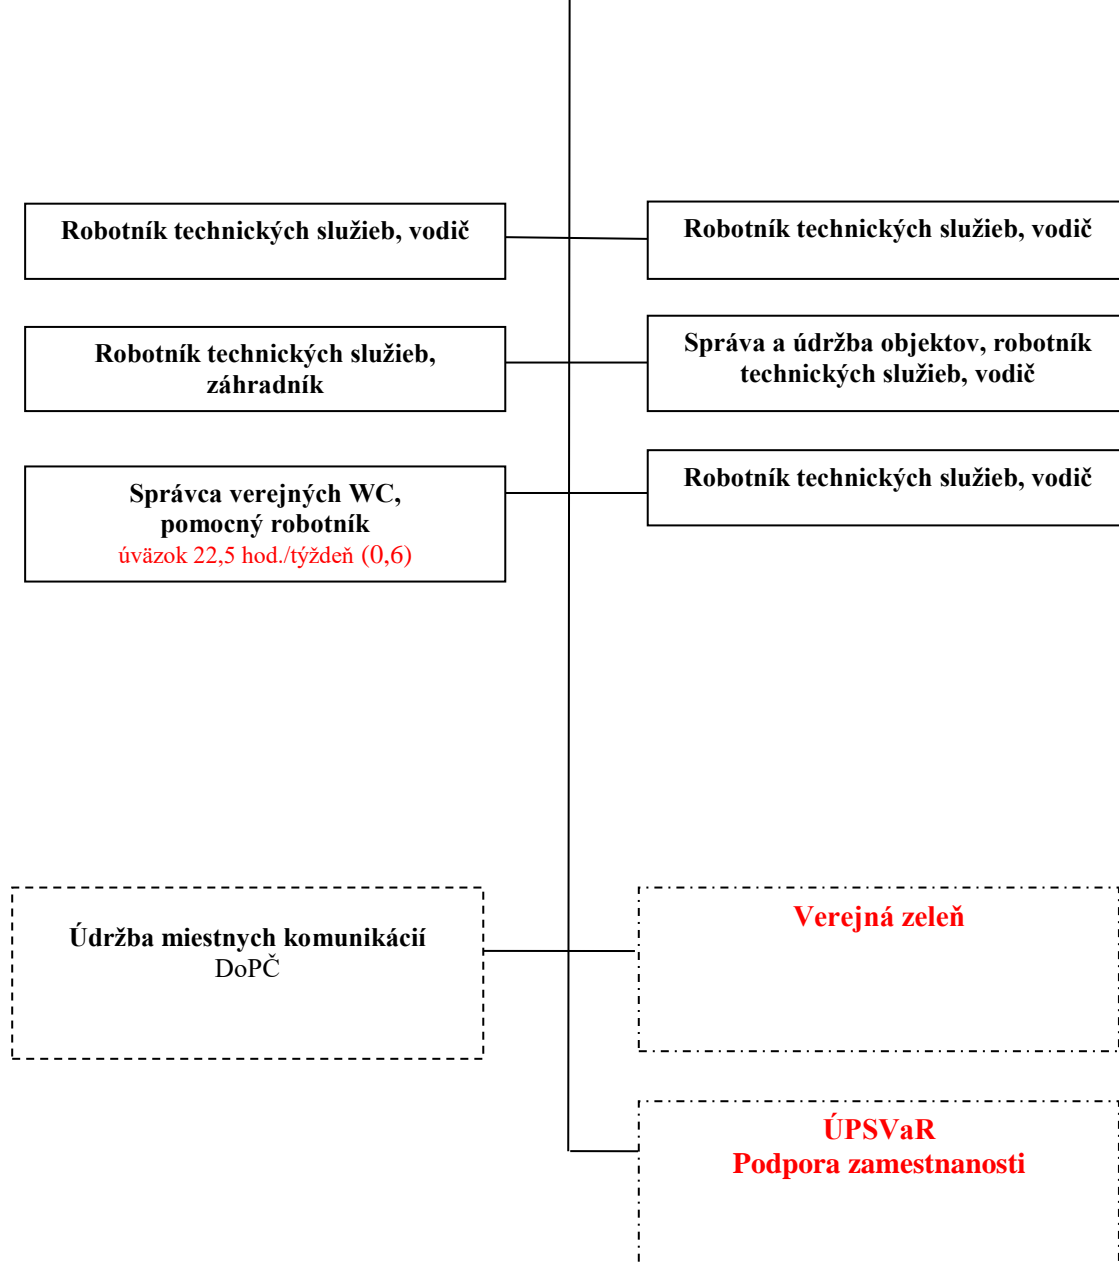 Robotník technických služieb, vodič
Robotník technických služieb, vodič
Robotník technických služieb,
záhradník
Správa a údržba objektov, robotník
technických služieb, vodič
Správca verejných WC,
pomocný robotník
úväzok 22,5 hod./týždeň (0,6)
Robotník technických služieb, vodič
Údržba miestnych komunikácií
DoPČ
Verejná zeleň
ÚPSVaR
Podpora zamestnanosti